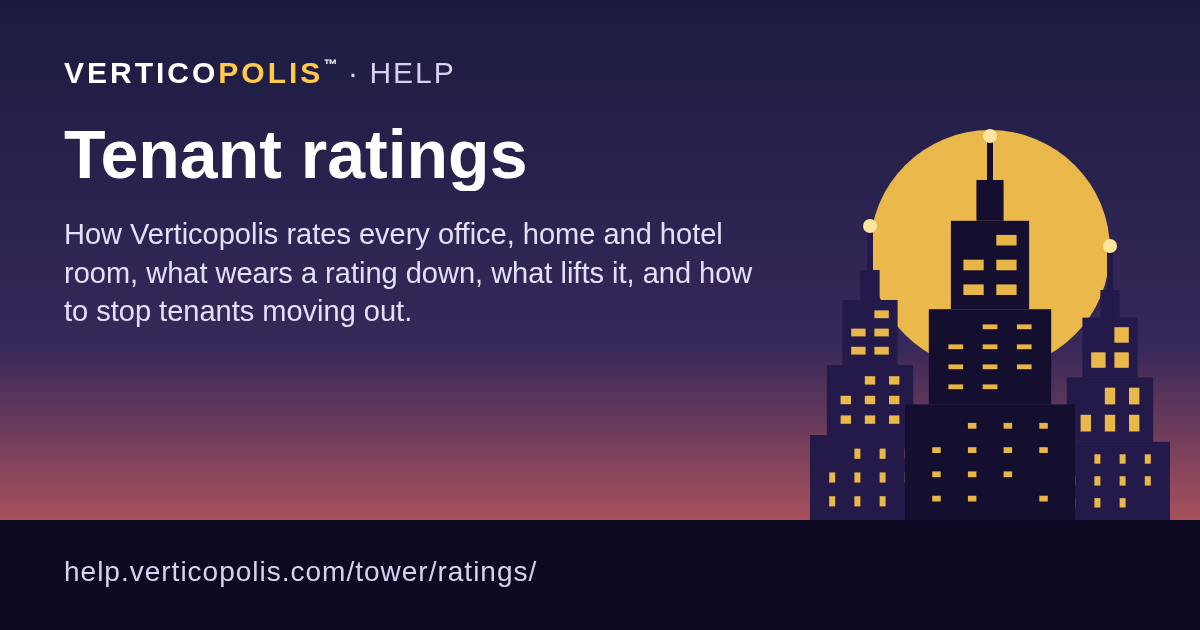 VERTICOPOLIS™ · HELP
Tenant ratings
How Verticopolis rates every office, home and hotel
room, what wears a rating down, what lifts it, and how
to stop tenants moving out.
help.verticopolis.com/tower/ratings/